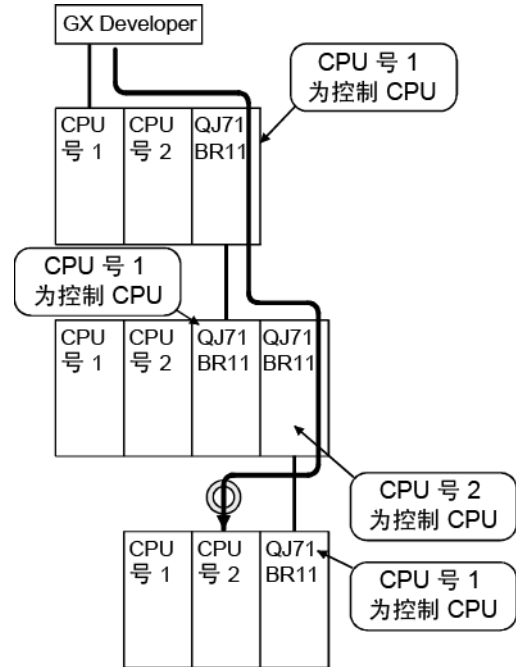 GX Developer
CPU 号 1
为控制 CPU
CPU
号 1
CPU
号 2
QJ71
BR11
CPU 号 1
为控制 CPU
CPU
号 1
CPU
号 2
QJ71
BR11
QJ71
BR11
CPU 号 2
为控制 CPU
CPU
号 1
CPU
号 2
QJ71
BR11
CPU 号 1
为控制 CPU